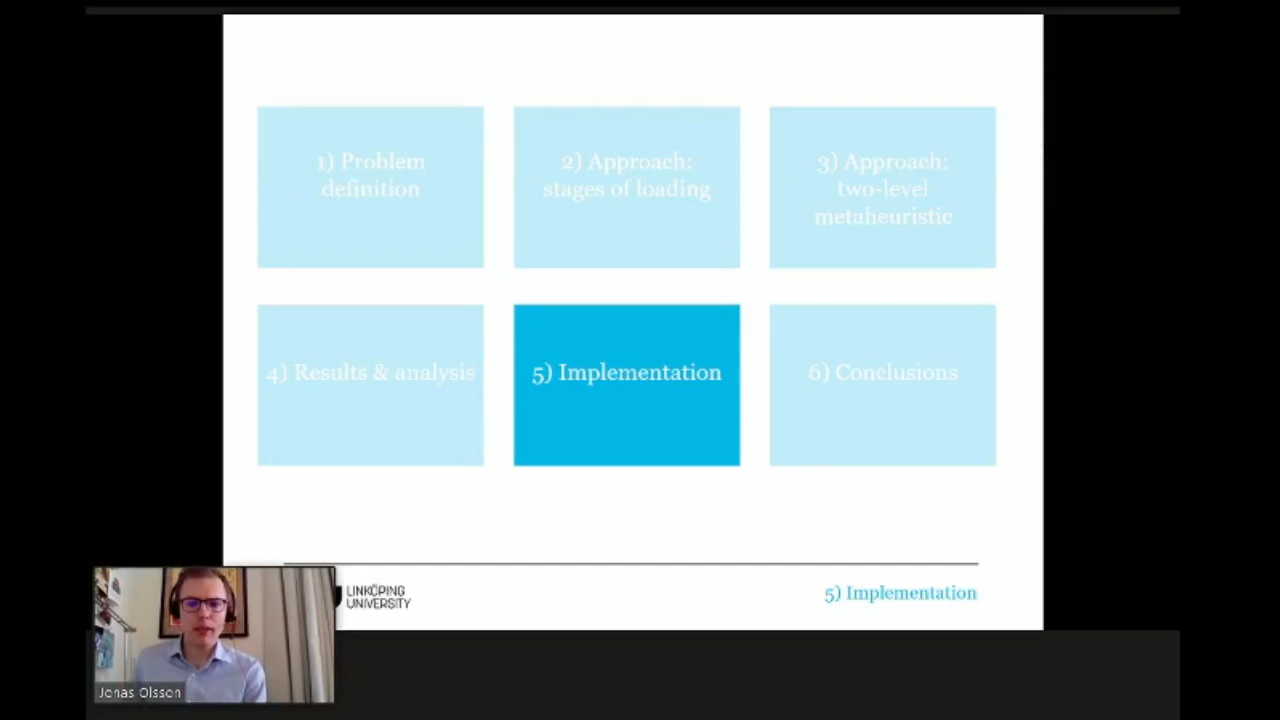 1) Problem
definition
2) Approach:
stages of loading
3) Approach:
two-level
metaheuristic
4) Results & analysis
5) Implementation
6) Conclusions
LINKÖPING
UNIVERSITY
5) Implementation
Jonas Olsson